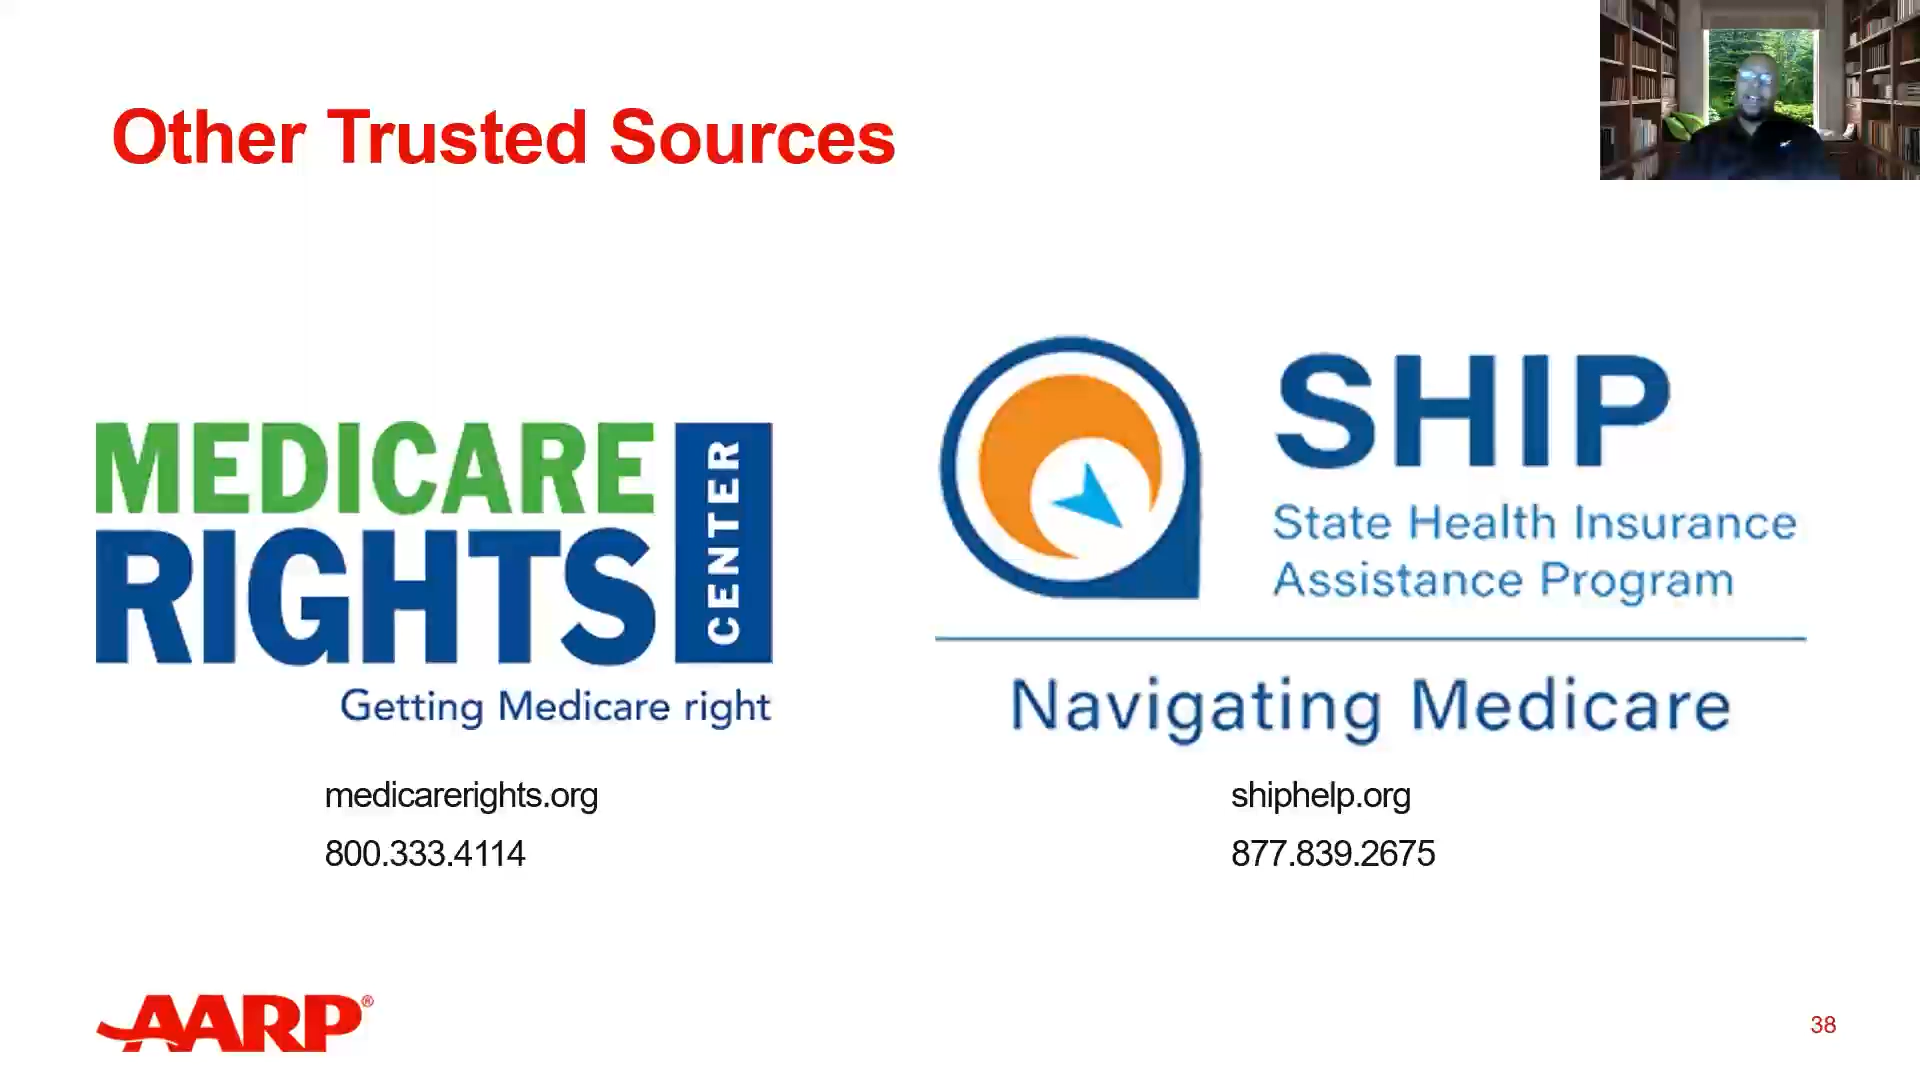 Other Trusted Sources
MEDICARE
RIGHTS
CENTER
Getting Medicare right
medicarerights.org
800.333.4114
SHIP
State Health Insurance
Assistance Program
Navigating Medicare
shiphelp.org
877.839.2675
AARP®
38